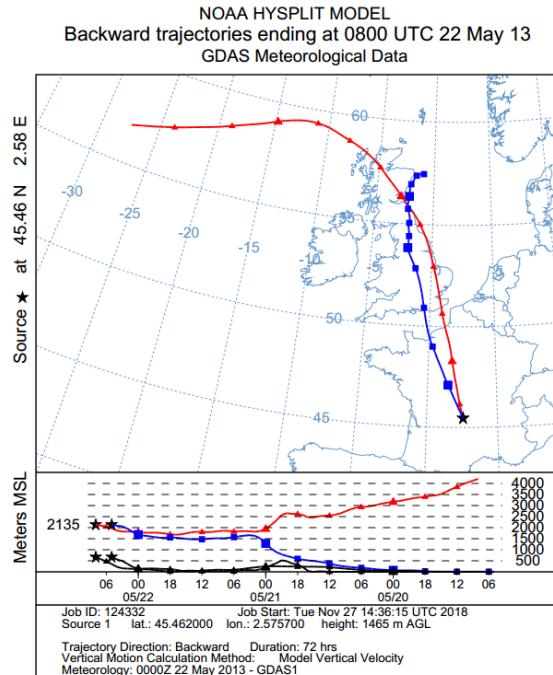 NOAA HYSPLIT MODEL
Backward trajectories ending at 0800 UTC 22 May 13
GDAS Meteorological Data
Source ★ at 45.46 N 2.58 E
60
-30
-25
-20
-15
-10
-5
50
45
Meters MSL
2135
4000
3500
3000
2500
2000
1500
1000
500
06 00 18 12 06 00 18 12 06 00 18 12 06
05/22 05/21 05/20
Job ID: 124332 Job Start: Tue Nov 27 14:36:15 UTC 2018
Source 1 lat.: 45.462000 lon.: 2.575700 height: 1465 m AGL
Trajectory Direction: Backward Duration: 72 hrs
Vertical Motion Calculation Method: Model Vertical Velocity
Meteorology: 0000Z 22 May 2013 - GDAS1